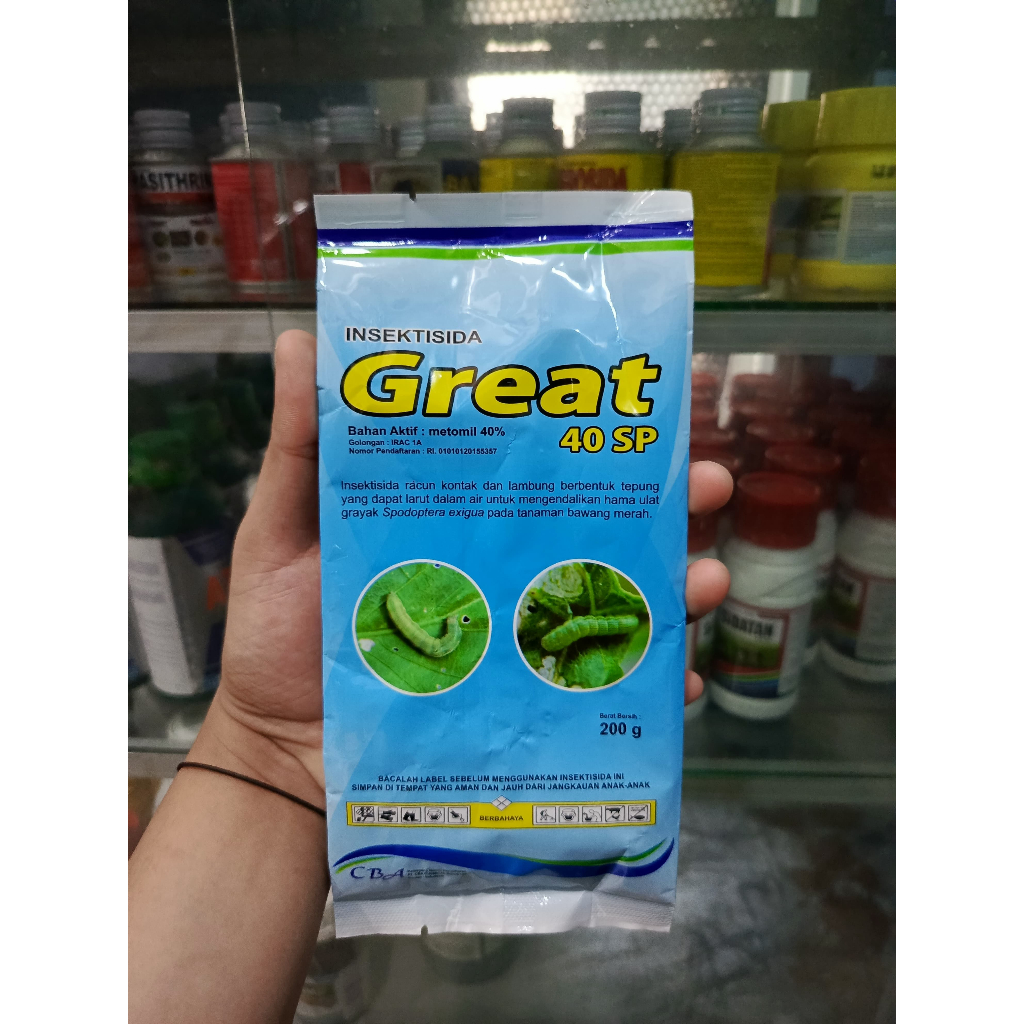 INSEKTISIDA
Great
40 SP
Bahan Aktif : metomil 40%
Golongan : IRAC 1A
Nomor Pendaftaran : RI. 01010120155357
Insektisida racun kontak dan lambung berbentuk tepung
yang dapat larut dalam air untuk mengendalikan hama ulat
grayak Spodoptera exigua pada tanaman bawang merah.
Berat Bersih :
200 g
BACALAH LABEL SEBELUM MENGGUNAKAN INSEKTISIDA INI
SIMPAN DI TEMPAT YANG AMAN DAN JAUH DARI JANGKAUAN ANAK-ANAK
BERBAHAYA
CBA